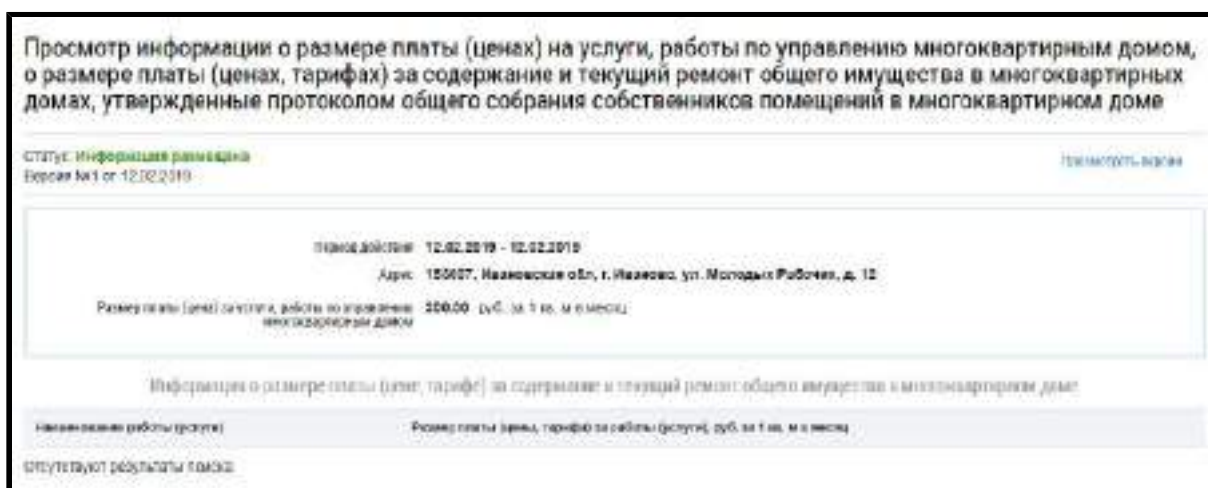 Просмотр информации о размере платы (ценах) на услуги, работы по управлению многоквартирным домом,
о размере платы (ценах, тарифах) за содержание и текущий ремонт общего имущества в многоквартирных
домах, утвержденные протоколом общего собрания собственников помещений в многоквартирном доме
Статус: Информация размещена
Версия №1 от 12.02.2019
Просмотреть версии
Период действия 12.02.2019 - 12.02.2019
Адрес 153007, Ивановская обл, г. Иваново, ул. Молодых Рабочих, д. 12
Размер платы (цена) за услуги, работы по управлению многоквартирным домом
200.00 руб. за 1 кв. м в месяц
Информация о размере платы (цене, тарифе) за содержание и текущий ремонт общего имущества в многоквартирном доме
Наименование работы (услуги) Размер платы (цены, тарифа) за работы (услуги), руб. за 1 кв. м в месяц
Отсутствуют результаты поиска